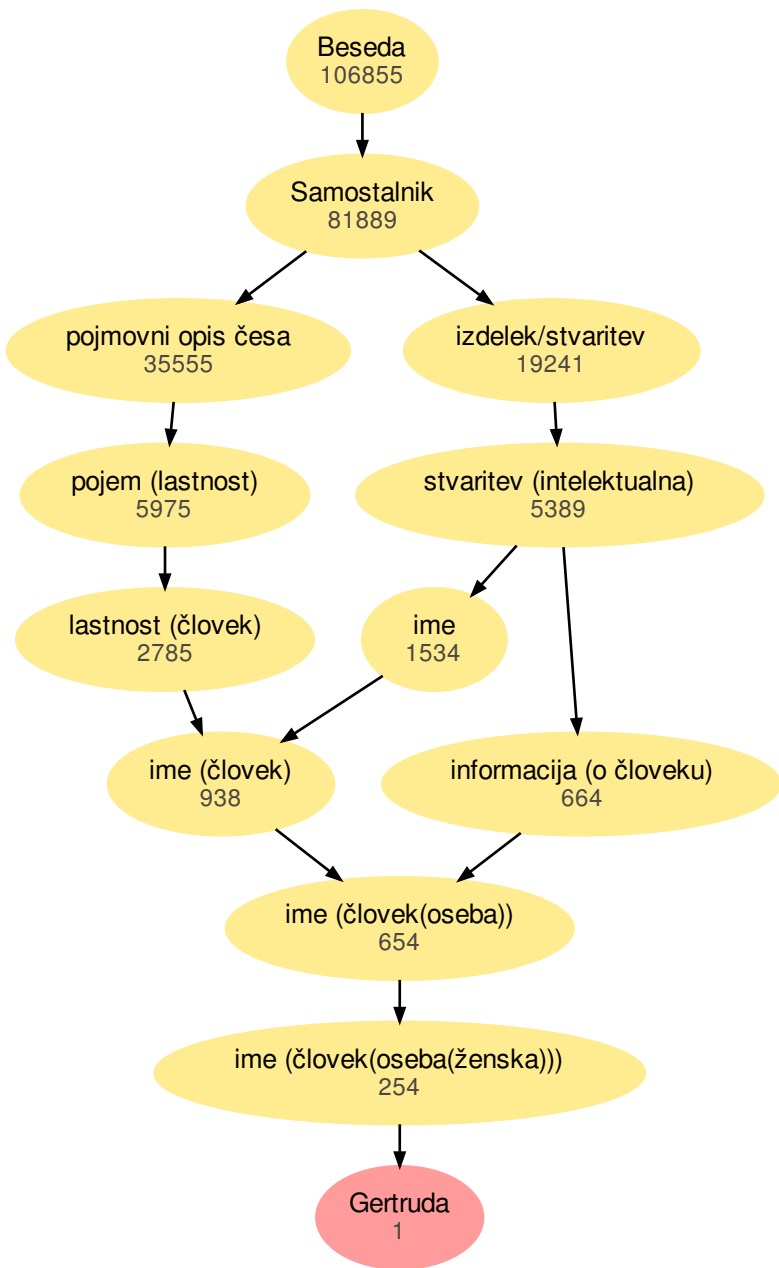 Beseda
106855
Samostalnik
81889
pojmovni opis česa
35555
izdelek/stvaritev
19241
pojem (lastnost)
5975
stvaritev (intelektualna)
5389
lastnost (človek)
2785
ime
1534
ime (človek)
938
informacija (o človeku)
664
ime (človek(oseba))
654
ime (človek(oseba(ženska)))
254
Gertruda
1